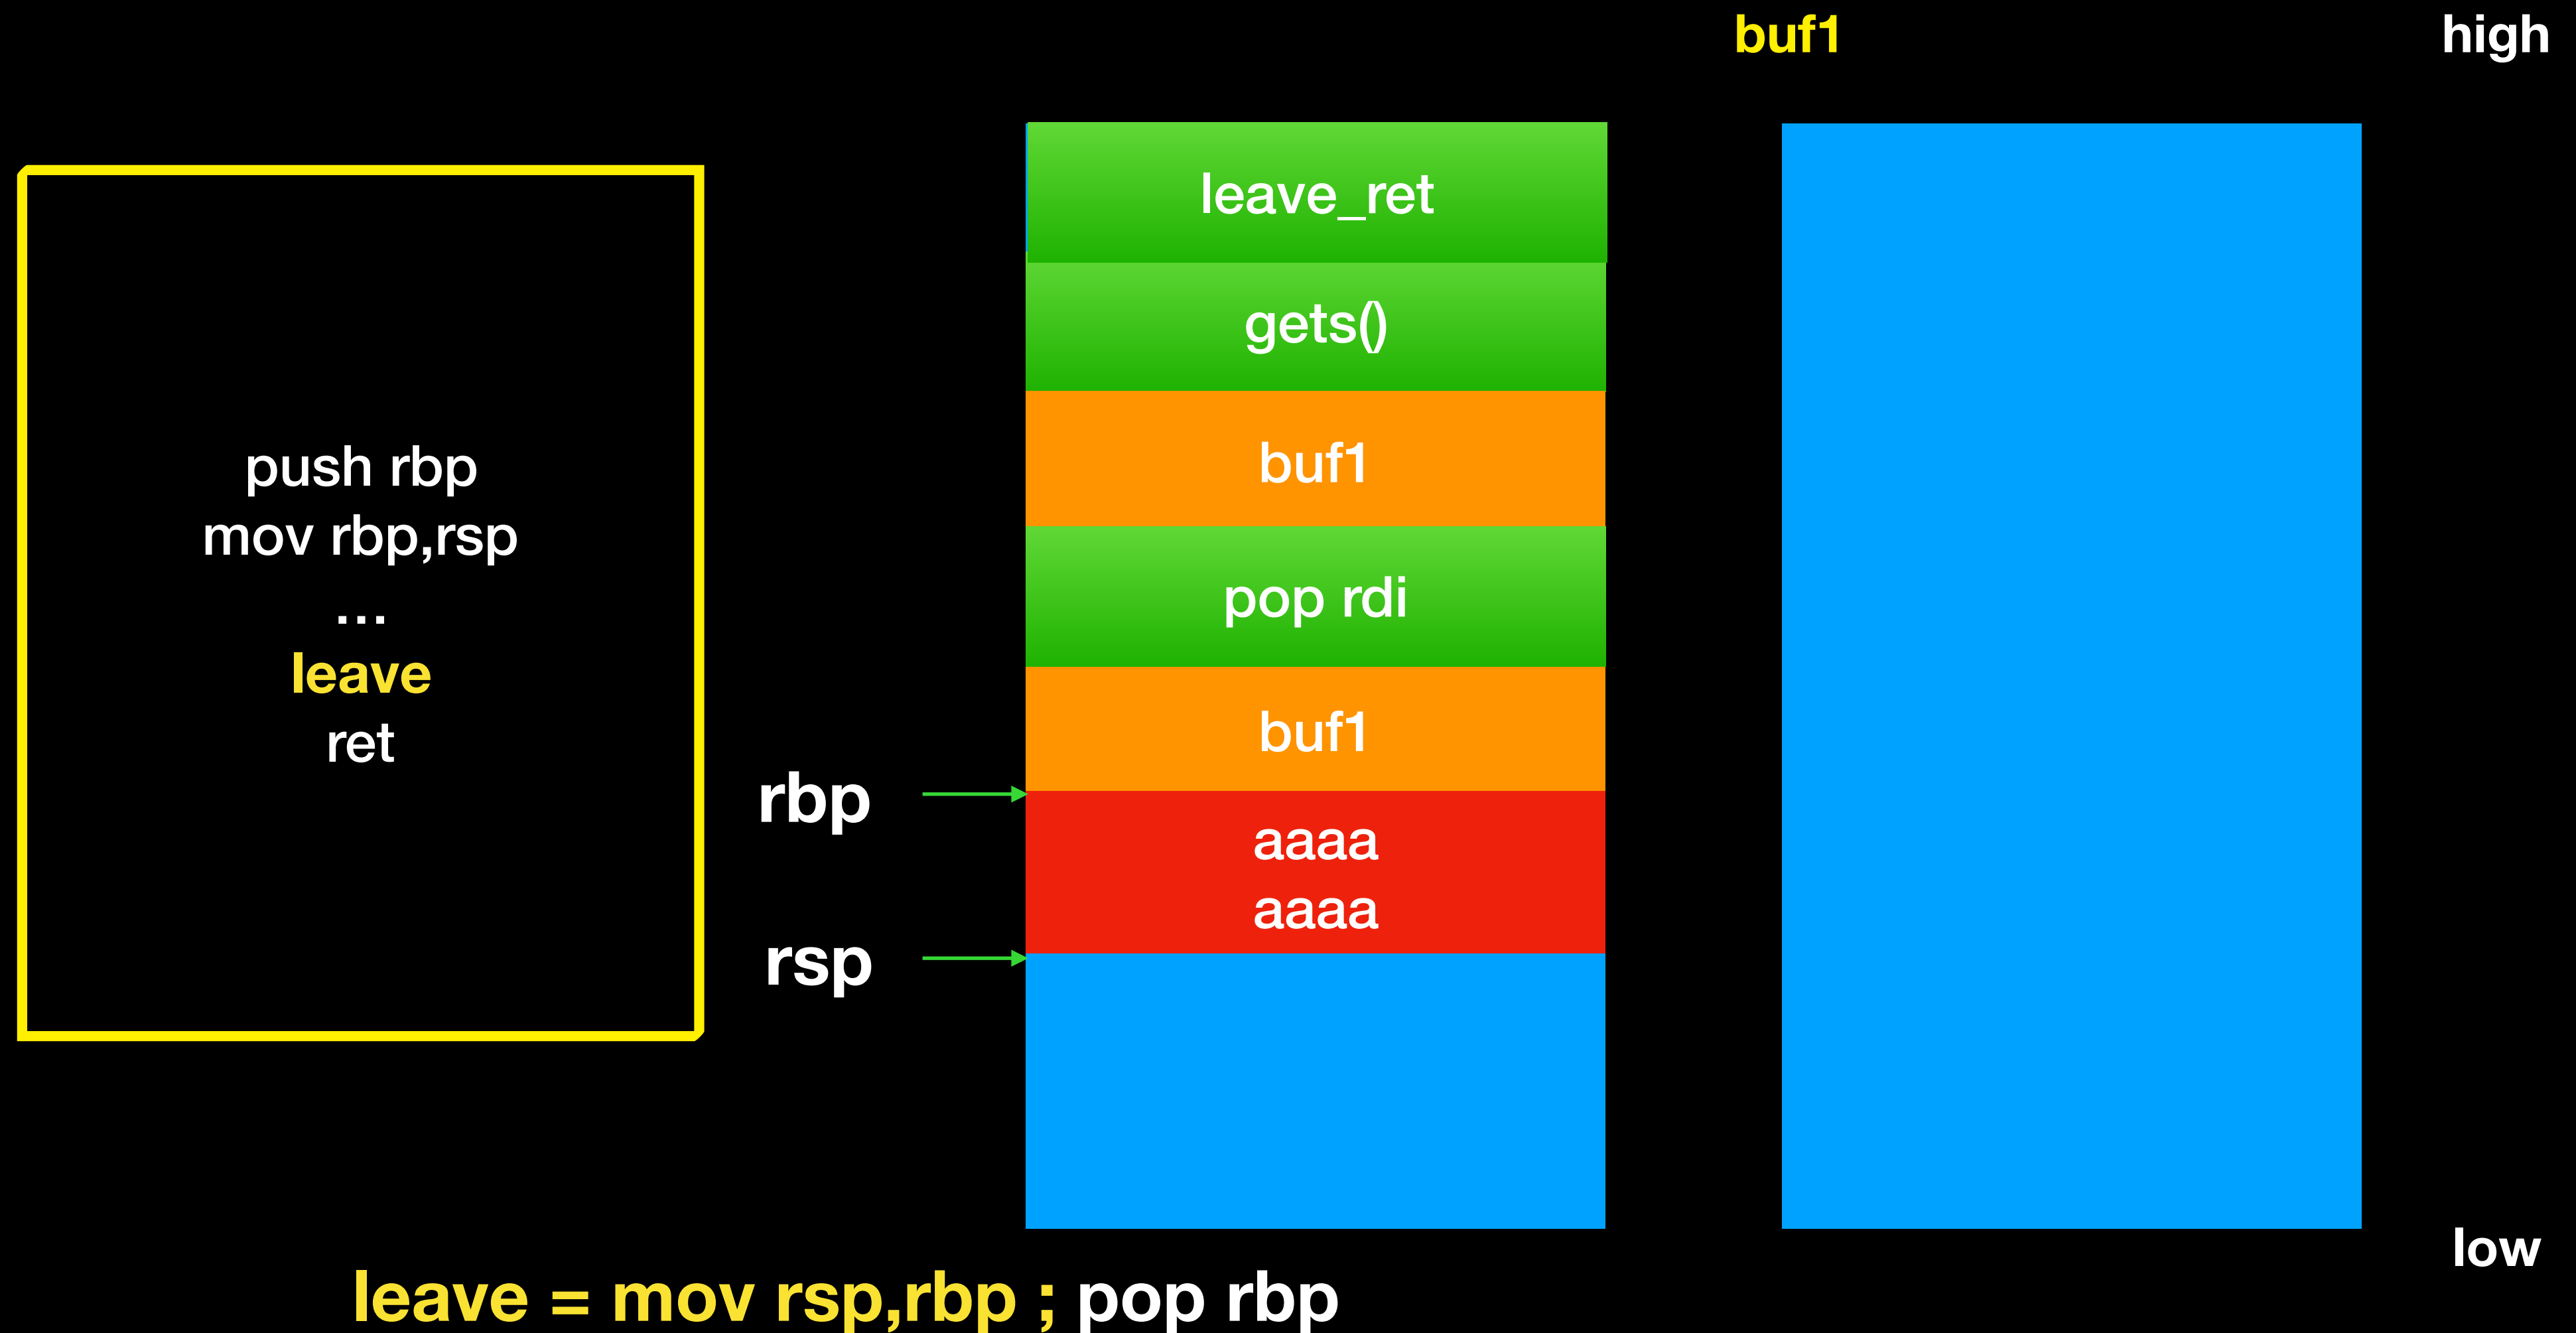 buf1
high
push rbp
mov rbp,rsp
...
leave
ret
rbp
rsp
leave_ret
gets()
buf1
pop rdi
buf1
aaaa
aaaa
low
leave = mov rsp,rbp ; pop rbp